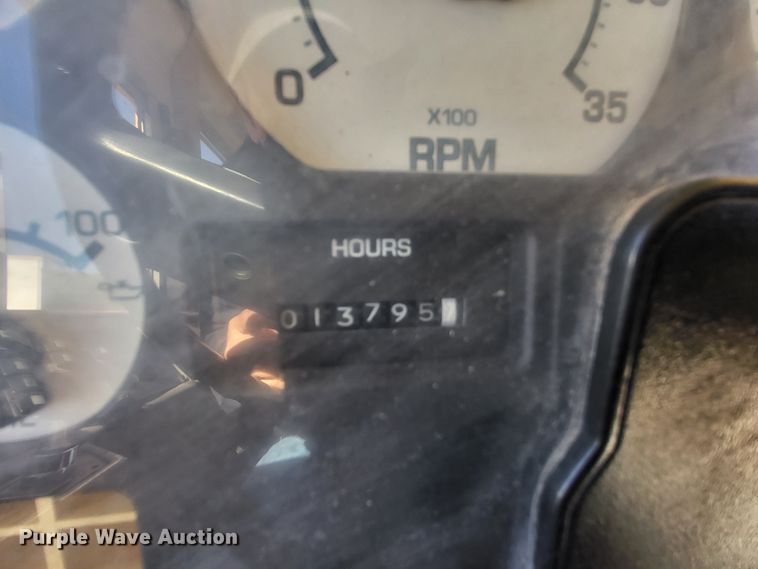 0
35
X100
RPM
100
HOURS
013795
Purple Wave Auction